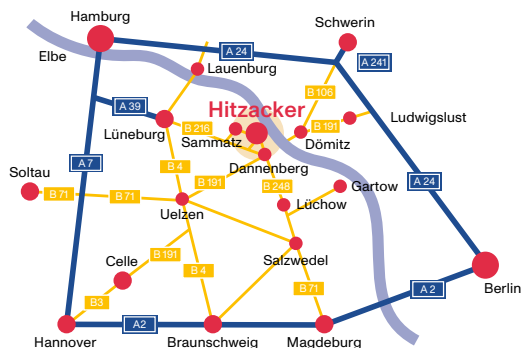 Hamburg
Schwerin
A 24
Elbe
A 241
Lauenburg
B 106
A 39
Hitzacker
Ludwigslust
B 191
Lüneburg
B 216
Sammatz
Dömitz
A 7
B 4
Dannenberg
Soltau
B 191
B 248
Gartow
A 24
B 71
B 71
Lüchow
Uelzen
Celle
B 191
Salzwedel
B 4
B 71
Berlin
B3
A 2
A2
Hannover
Braunschweig
Magdeburg